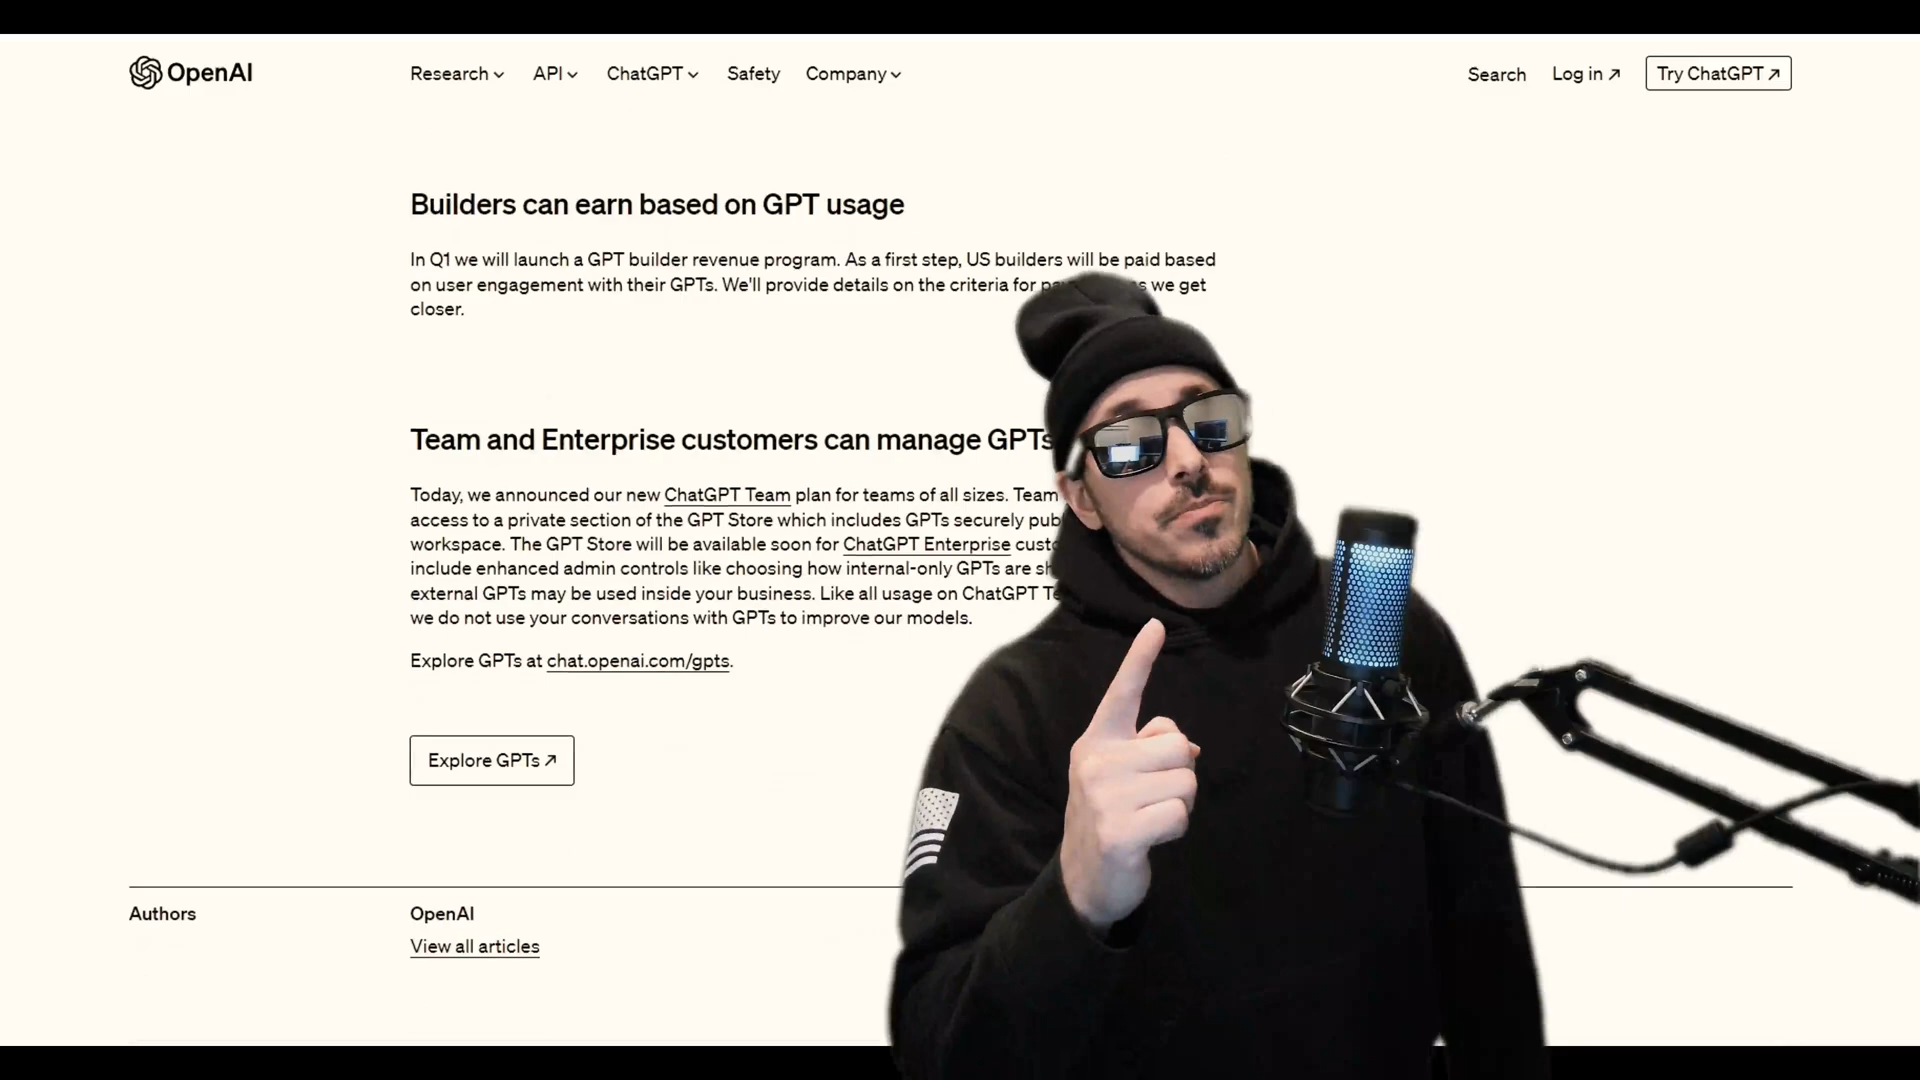 OpenAI
Research API ChatGPT Safety Company
Search Log in Try ChatGPT
Builders can earn based on GPT usage
In Q1 we will launch a GPT builder revenue program. As a first step, US builders will be paid based
on user engagement with their GPTs. We'll provide details on the criteria for we get
closer.
Team and Enterprise customers can manage GPTs
Today, we announced our new ChatGPT Team plan for teams of all sizes. Team
access to a private section of the GPT Store which includes GPTs securely
workspace. The GPT Store will be available soon for ChatGPT Enterprise
include enhanced admin controls like choosing how internal-only GPTs are
external GPTs may be used inside your business. Like all usage on ChatGPT
we do not use your conversations with GPTs to improve our models.
Explore GPTs at chat.openai.com/gpts.
Explore GPTs
Authors
OpenAI
View all articles